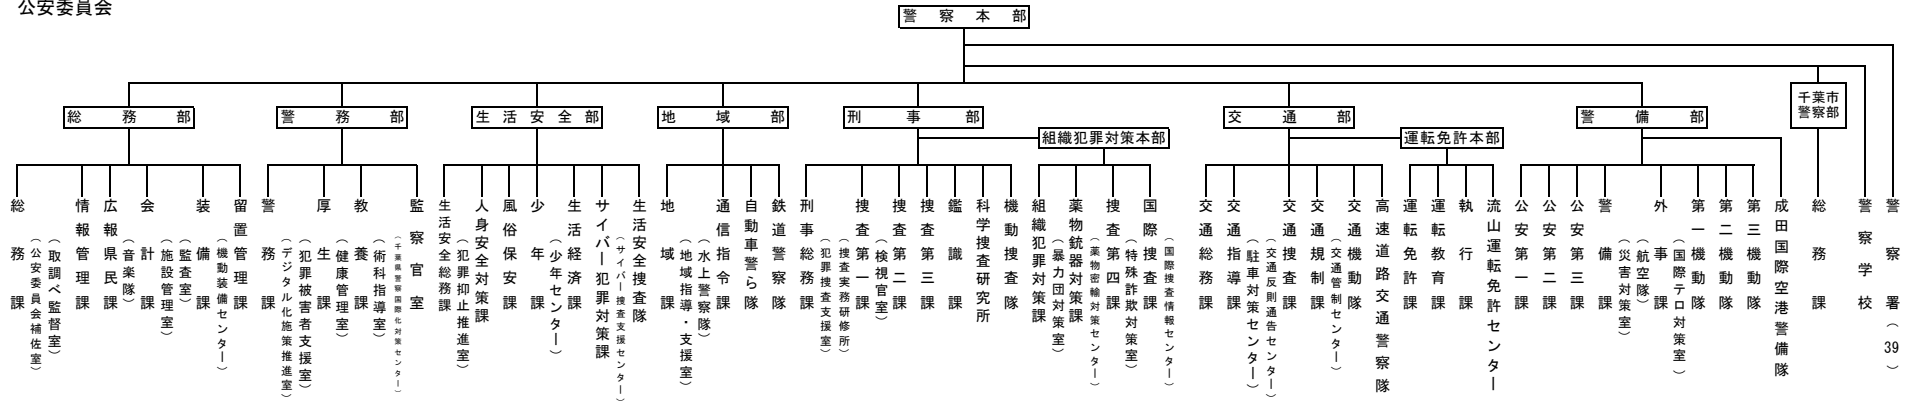 公安委員会
警察本部
千葉市
警察部
総務部
警務部
生活安全部
地域部
刑事部
交通部
警備部
組織犯罪対策本部
運転免許本部
総務課
（公安委員会補佐室）
（取調べ監督室）
情報管理課
広報県民課
（音楽隊）
会計課
（施設管理室）
（監査室）
装備課
（機動装備センター）
留置管理課
警務課
（デジタル化施策推進室）
（犯罪被害者支援室）
厚生課
（健康管理室）
教養課
（術科指導室）
（千葉県警察国際化対策センター）
監察官室
生活安全総務課
（犯罪抑止推進室）
人身安全対策課
風俗保安課
少年課
（少年センター）
生活経済課
サイバー犯罪対策課
（サイバー捜査支援センター）
生活安全捜査隊
地域課
（地域指導・支援室）
（水上警察隊）
通信指令課
自動車警ら隊
鉄道警察隊
刑事総務課
（犯罪捜査支援室）
（捜査実務研修所）
捜査第一課
（検視官室）
捜査第二課
捜査第三課
鑑識課
科学捜査研究所
機動捜査隊
組織犯罪対策課
（暴力団対策室）
薬物銃器対策課
（薬物密輸対策センター）
捜査第四課
（特殊詐欺対策室）
国際捜査課
（国際捜査情報センター）
交通総務課
交通指導課
（駐車対策センター）
（交通反則通告センター）
交通捜査課
交通規制課
（交通管制センター）
交通機動隊
高速道路交通警察隊
運転免許課
運転教育課
執行課
流山運転免許センター
公安第一課
公安第二課
公安第三課
警備課
（災害対策室）
（航空隊）
外事課
（国際テロ対策室）
第一機動隊
第二機動隊
第三機動隊
成田国際空港警備隊
総務課
警察学校
警察署（39）